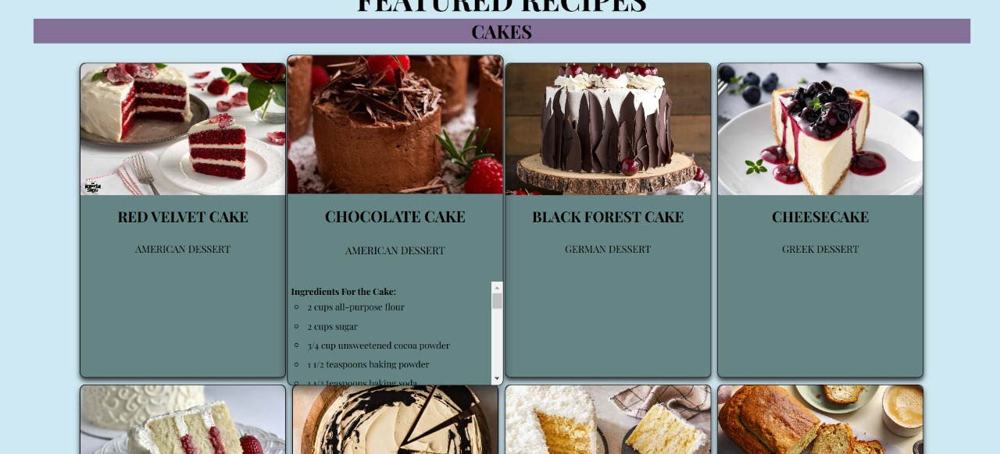 FEATURED RECIPES
CAKES
Imperial Sugar
RED VELVET CAKE
AMERICAN DESSERT
CHOCOLATE CAKE
AMERICAN DESSERT
Ingredients For the Cake:
2 cups all-purpose flour
2 cups sugar
3/4 cup unsweetened cocoa powder
1 1/2 teaspoons baking powder
1 1/2 teaspoons baking soda
BLACK FOREST CAKE
GERMAN DESSERT
CHEESECAKE
GREEK DESSERT